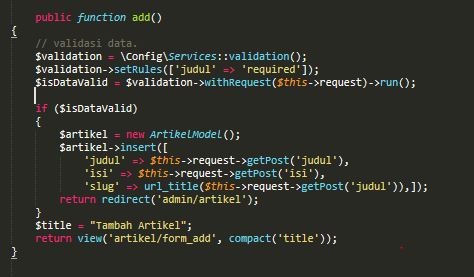 public function add()
{
// validasi data.
$validation = \Config\Services::validation();
$validation->setRules(['judul' => 'required']);
$isDataValid = $validation->withRequest($this->request)->run();
if ($isDataValid)
{
$artikel = new ArtikelModel();
$artikel->insert([
'judul' => $this->request->getPost('judul'),
'isi' => $this->request->getPost('isi'),
'slug' => url_title($this->request->getPost('judul')),]);
return redirect('admin/artikel');
}
$title = "Tambah Artikel";
return view('artikel/form_add', compact('title'));
}